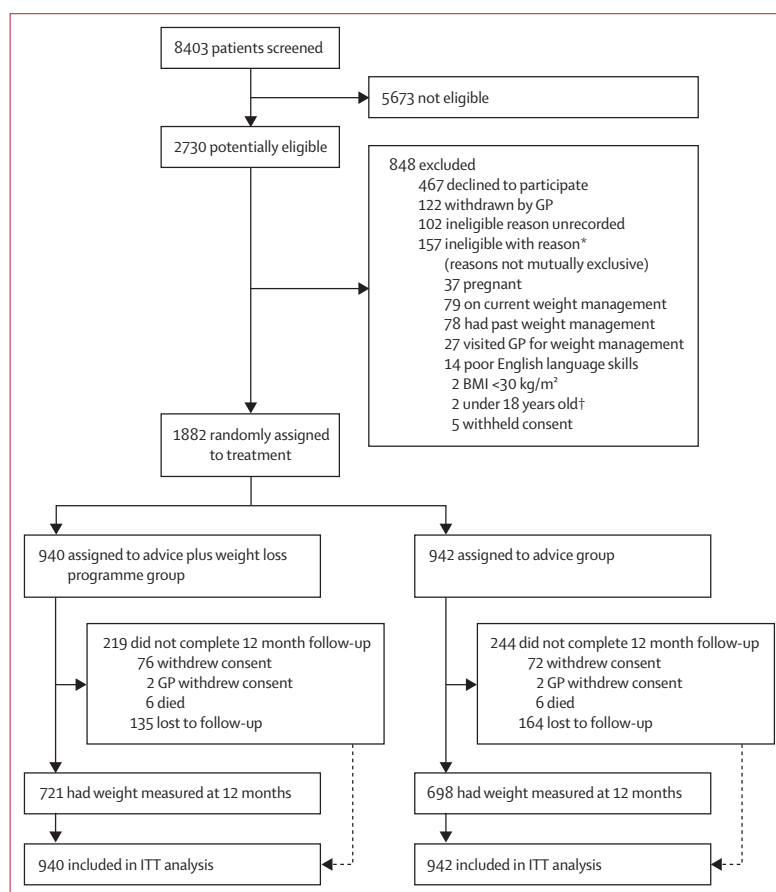 8403 patients screened
5673 not eligible
2730 potentially eligible
848 excluded
467 declined to participate
122 withdrawn by GP
102 ineligible reason unrecorded
157 ineligible with reason*
(reasons not mutually exclusive)
37 pregnant
79 on current weight management
78 had past weight management
27 visited GP for weight management
14 poor English language skills
2 BMI <30 kg/m²
2 under 18 years old†
5 withheld consent
1882 randomly assigned
to treatment
940 assigned to advice plus weight loss
programme group
942 assigned to advice group
219 did not complete 12 month follow-up
76 withdrew consent
2 GP withdrew consent
6 died
135 lost to follow-up
244 did not complete 12 month follow-up
72 withdrew consent
2 GP withdrew consent
6 died
164 lost to follow-up
721 had weight measured at 12 months
698 had weight measured at 12 months
940 included in ITT analysis
942 included in ITT analysis